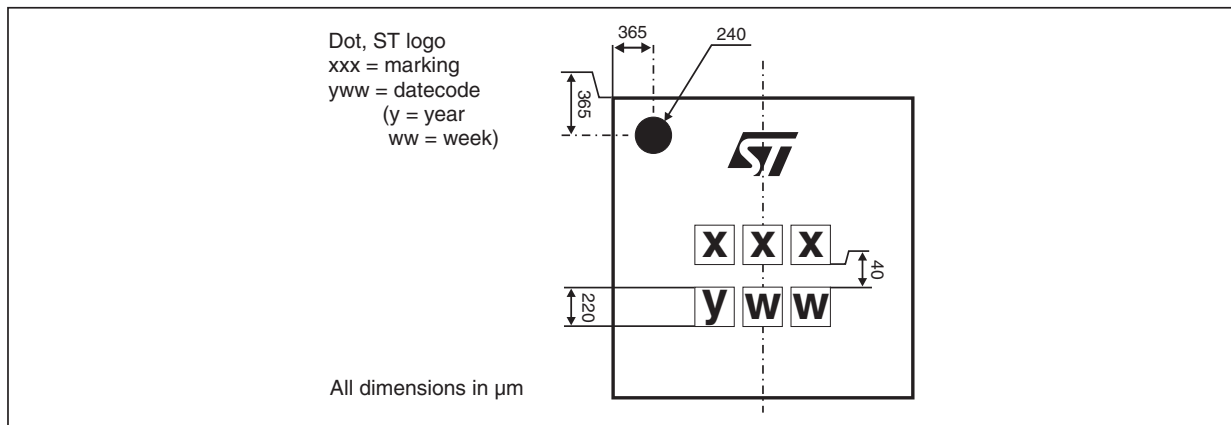 Dot, ST logo
xxx = marking
yww = datecode
(y = year
ww = week)
365
240
365
ST
x x x
40
y w w
220
All dimensions in µm